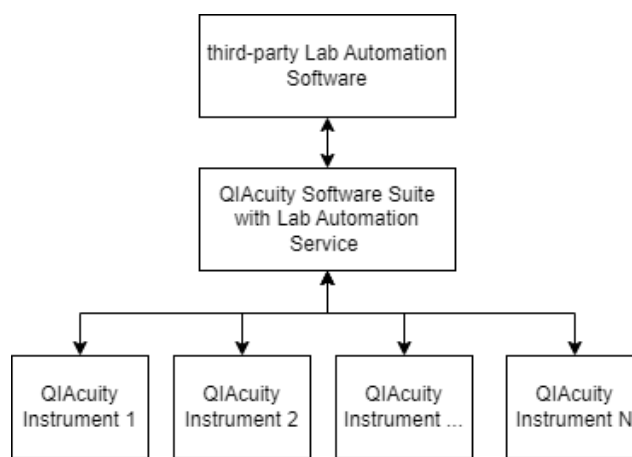 third-party Lab Automation
Software
QIAcuity Software Suite
with Lab Automation
Service
QIAcuity
Instrument 1
QIAcuity
Instrument 2
QIAcuity
Instrument ...
QIAcuity
Instrument N